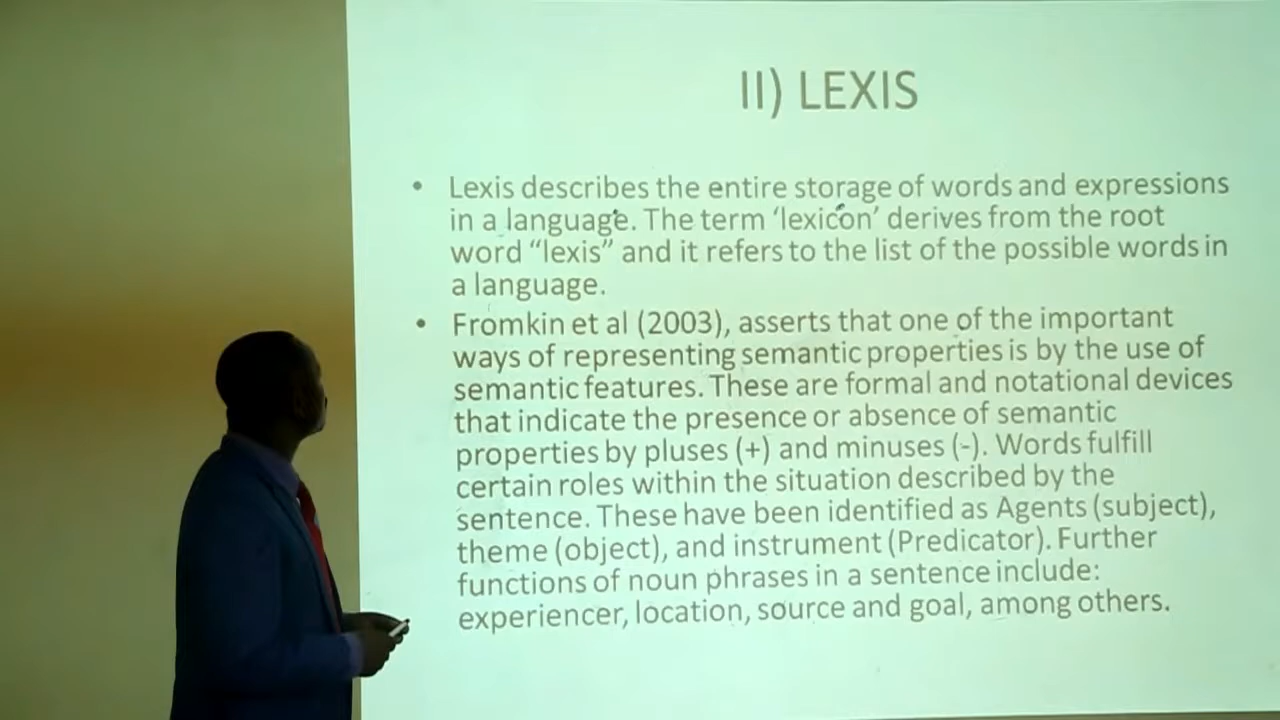 II) LEXIS
• Lexis describes the entire storage of words and expressions
in a language. The term ‘lexicon’ derives from the root
word “lexis” and it refers to the list of the possible words in
a language.
• Fromkin et al (2003), asserts that one of the important
ways of representing semantic properties is by the use of
semantic features. These are formal and notational devices
that indicate the presence or absence of semantic
properties by pluses (+) and minuses (-). Words fulfill
certain roles within the situation described by the
sentence. These have been identified as Agents (subject),
theme (object), and instrument (Predicator). Further
functions of noun phrases in a sentence include:
experiencer, location, source and goal, among others.